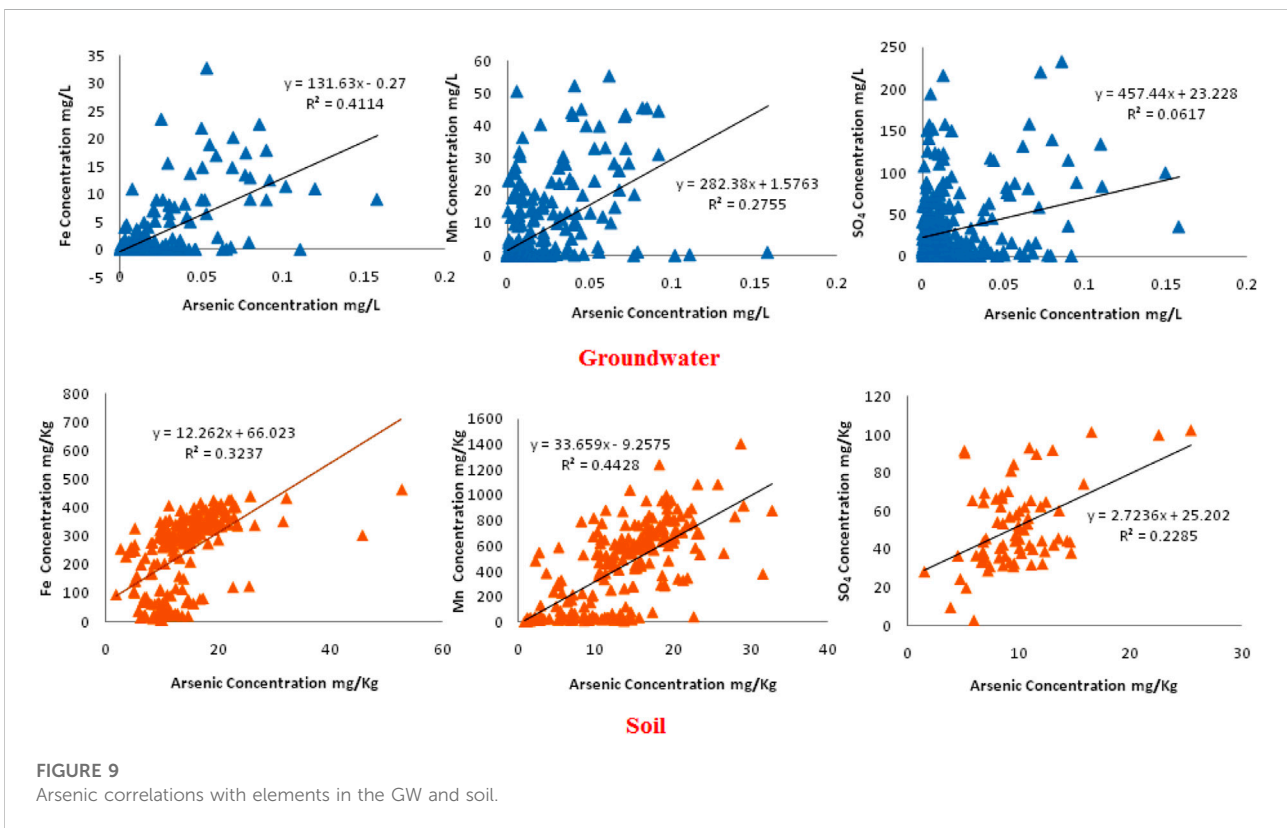 35
30
25
20
15
10
5
0
-5
Fe Concentration mg/L
y = 131.63x - 0.27
R² = 0.4114
0 0.05 0.1 0.15 0.2
Arsenic Concentration mg/L
60
50
40
30
20
10
0
Mn Concentration mg/L
y = 282.38x + 1.5763
R² = 0.2755
0 0.05 0.1 0.15 0.2
Arsenic Concentration mg/L
250
200
150
100
50
0
SO₄ Concentration mg/L
y = 457.44x + 23.228
R² = 0.0617
0 0.05 0.1 0.15 0.2
Arsenic Concentration mg/L
Groundwater
800
700
600
500
400
300
200
100
0
Fe Concentration mg/Kg
y = 12.262x + 66.023
R² = 0.3237
0 20 40 60
Arsenic Concentration mg/Kg
1600
1400
1200
1000
800
600
400
200
0
Mn Concentration mg/Kg
y = 33.659x - 9.2575
R² = 0.4428
0 10 20 30 40
Arsenic Concentration mg/Kg
120
100
80
60
40
20
0
SO₄ Concentration mg/Kg
y = 2.7236x + 25.202
R² = 0.2285
0 10 20 30
Arsenic Concentration mg/Kg
Soil
FIGURE 9
Arsenic correlations with elements in the GW and soil.